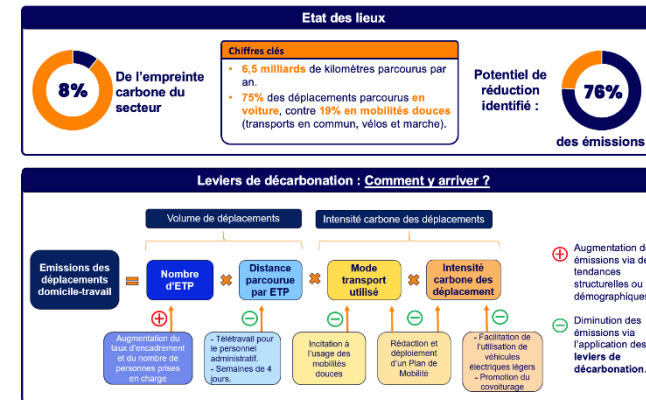 Etat des lieux
8%
De l'empreinte
carbone du
secteur
Chiffres clés
• 6,5 milliards de kilomètres parcourus par
an.
• 75% des déplacements parcourus en
voiture, contre 19% en mobilités douces
(transports en commun, vélos et marche).
Potentiel de
réduction
identifié :
76%
des émissions
Leviers de décarbonation : Comment y arriver ?
Volume de déplacements
Intensité carbone des déplacements
Emissions des
déplacements
domicile-travail
=
Nombre
d'ETP
×
Distance
parcourue
par ETP
×
Mode
transport
utilisé
×
Intensité
carbone des
déplacement
+
Augmentation du
taux d'encadrement
et du nombre de
personnes prises
en charge
−
- Télétravail pour
le personnel
administratif.
- Semaines de 4
jours.
−
Incitation à
l'usage des
mobilités
douces
−
Rédaction et
déploiement
d'un Plan de
Mobilité
−
- Facilitation de
l'utilisation de
véhicules
électriques légers
- Promotion du
covoiturage
+
Augmentation de
émissions via de
tendances
structurelles ou
démographiques
−
Diminution des
émissions via
l'application des
leviers de
décarbonation.